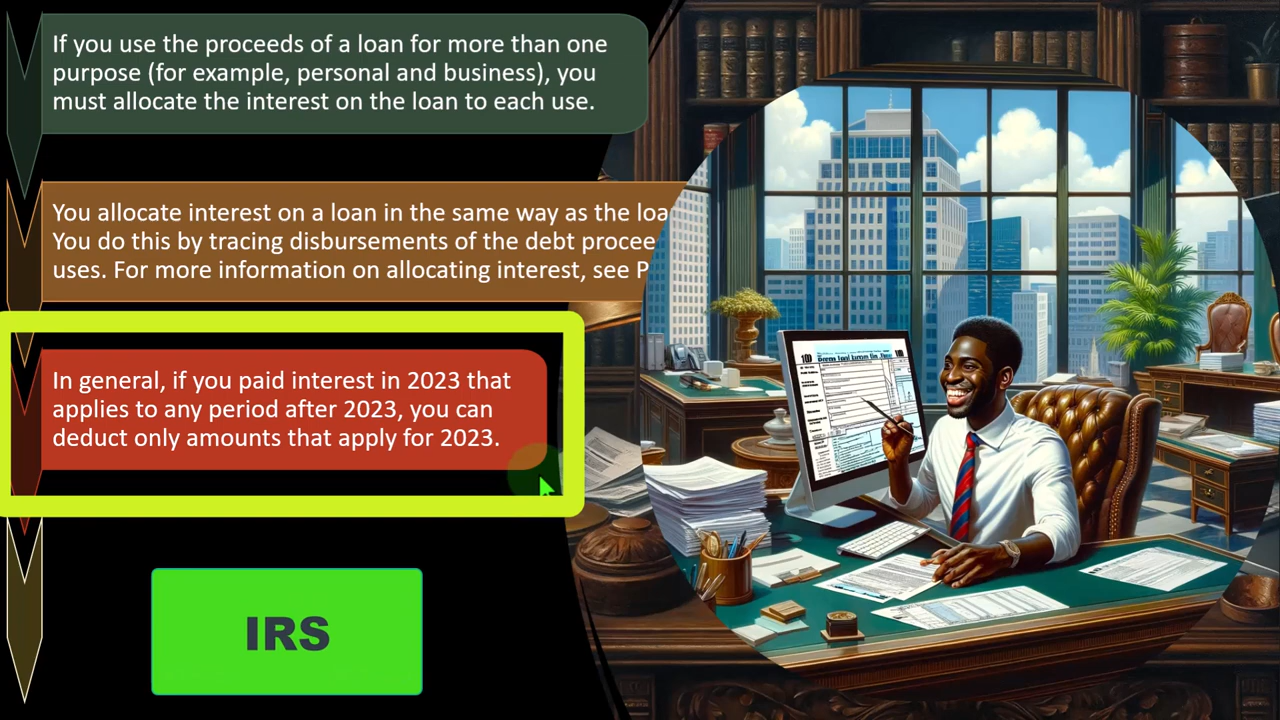 If you use the proceeds of a loan for more than one
purpose (for example, personal and business), you
must allocate the interest on the loan to each use.
You allocate interest on a loan in the same way as the loa
You do this by tracing disbursements of the debt procee
uses. For more information on allocating interest, see P
In general, if you paid interest in 2023 that
applies to any period after 2023, you can
deduct only amounts that apply for 2023.
IRS